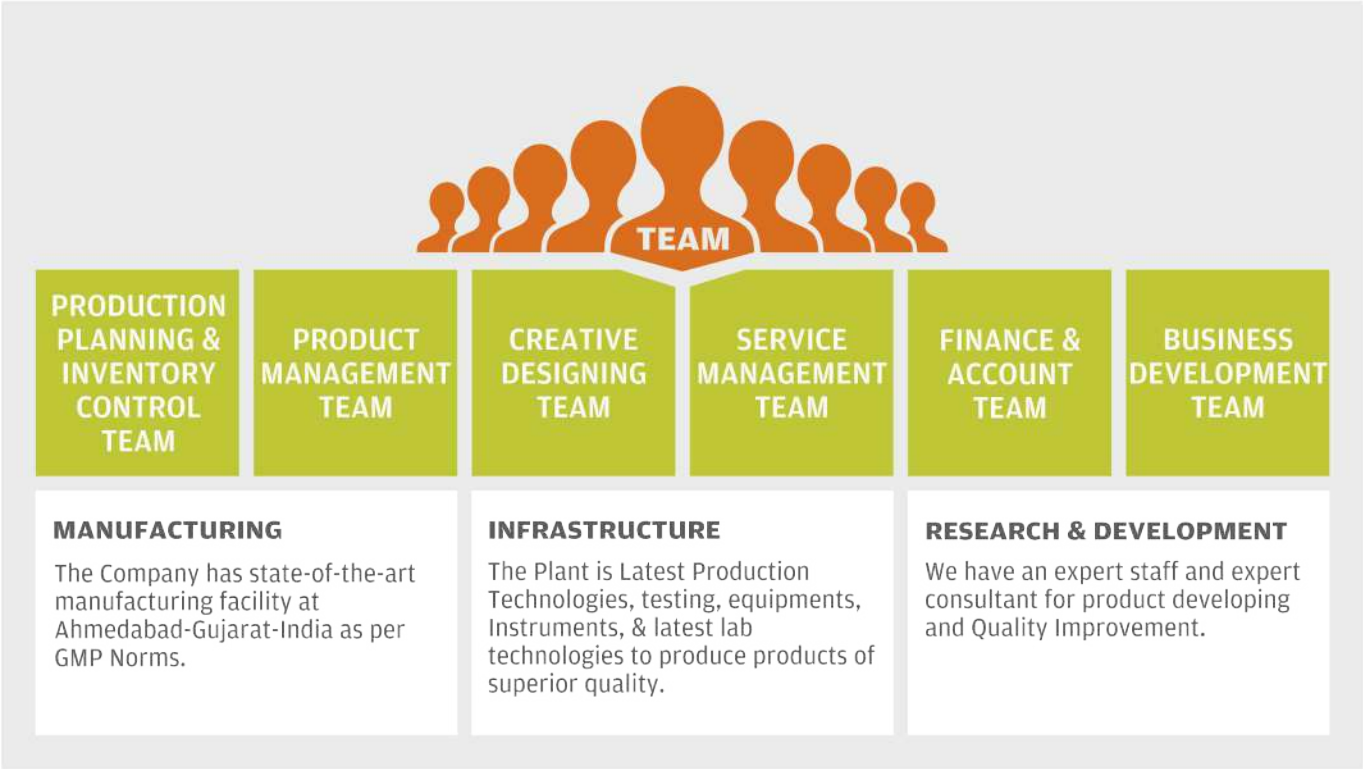 TEAM
PRODUCTION
PLANNING &
INVENTORY
CONTROL
TEAM
PRODUCT
MANAGEMENT
TEAM
CREATIVE
DESIGNING
TEAM
SERVICE
MANAGEMENT
TEAM
FINANCE &
ACCOUNT
TEAM
BUSINESS
DEVELOPMENT
TEAM
MANUFACTURING
The Company has state-of-the-art
manufacturing facility at
Ahmedabad-Gujarat-India as per
GMP Norms.
INFRASTRUCTURE
The Plant is Latest Production
Technologies, testing, equipments,
Instruments, & latest lab
technologies to produce products of
superior quality.
RESEARCH & DEVELOPMENT
We have an expert staff and expert
consultant for product developing
and Quality Improvement.